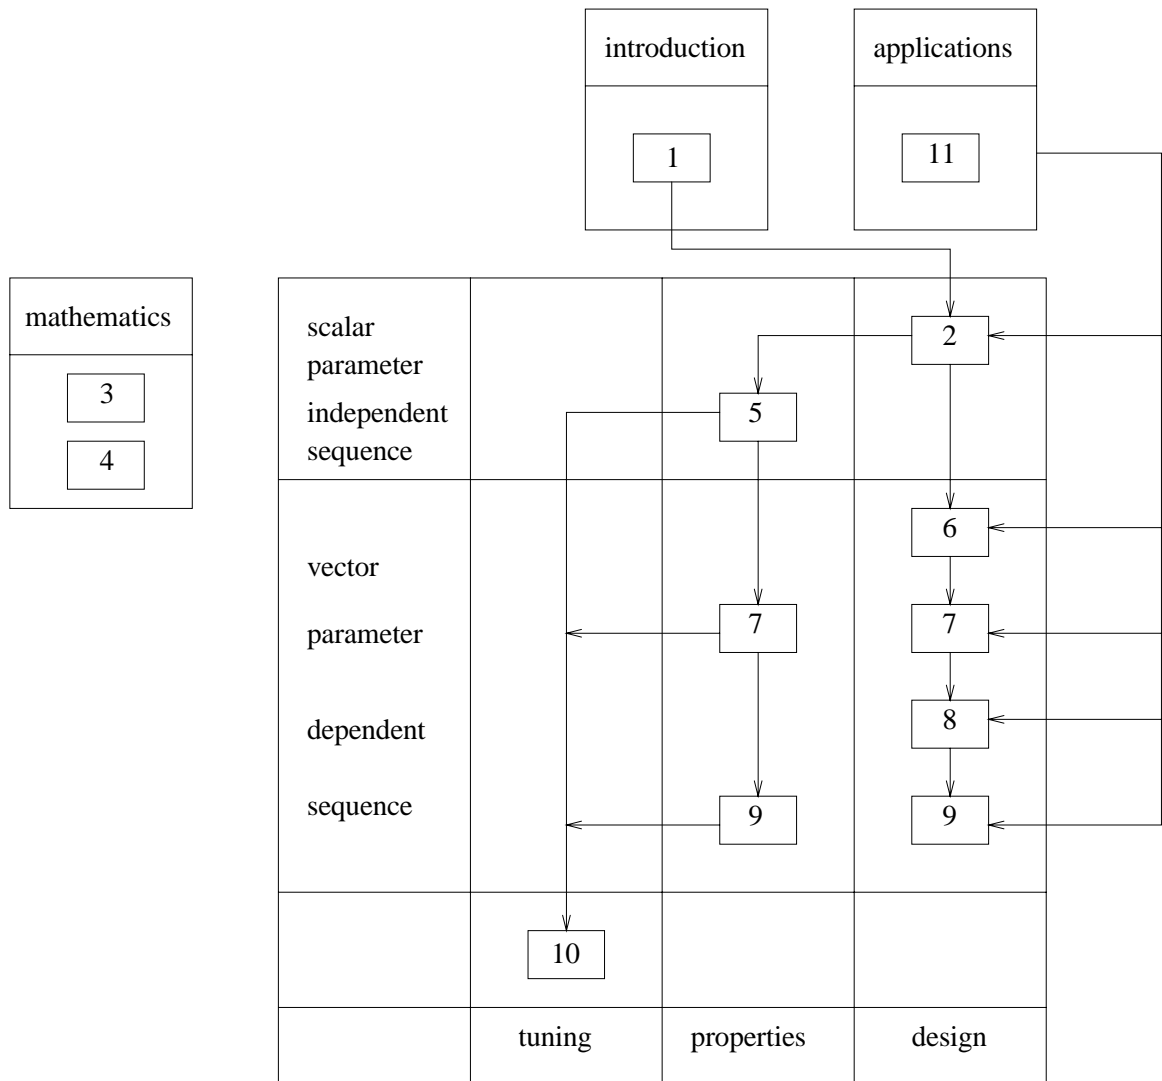 introduction
applications
1
11
mathematics
3
4
scalar
parameter
independent
sequence
2
5
vector
parameter
dependent
sequence
6
7
7
8
9
9
10
tuning
properties
design